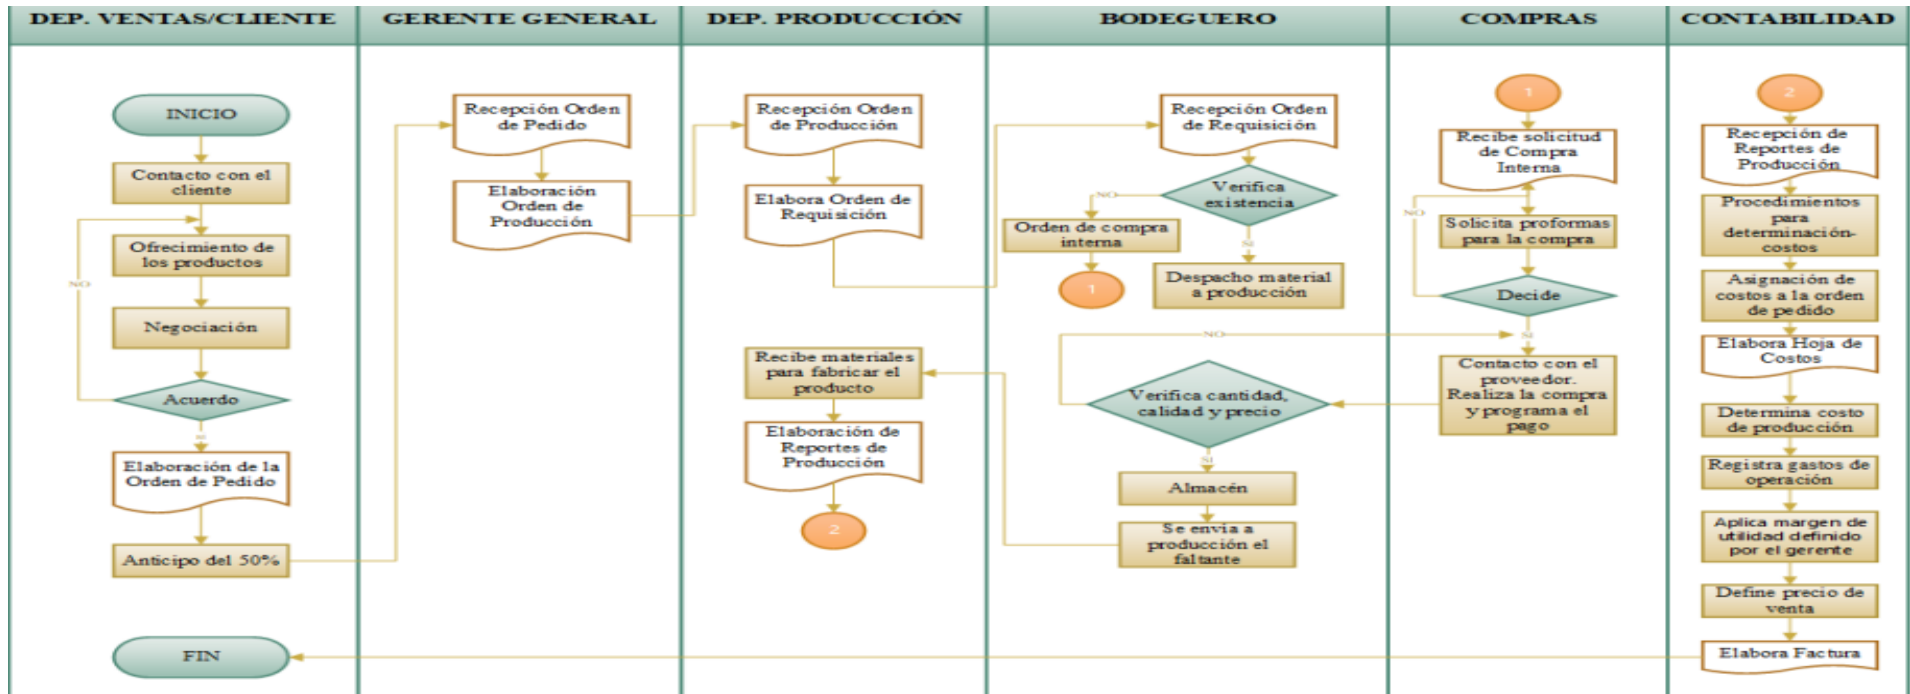 DEP. VENTAS/CLIENTE
GERENTE GENERAL
DEP. PRODUCCIÓN
BODEGUERO
COMPRAS
CONTABILIDAD
INICIO
Contacto con el
cliente
Ofrecimiento de
los productos
NO
Negociación
Acuerdo
SI
Elaboración de la
Orden de Pedido
Anticipo del 50%
FIN
Recepción Orden
de Pedido
Elaboración
Orden de
Producción
Recepción Orden
de Producción
Elabora Orden de
Requisición
Recibe materiales
para fabricar el
producto
Elaboración de
Reportes de
Producción
2
Recepción Orden
de Requisición
Verifica
existencia
NO
Orden de compra
interna
1
SI
Despacho material
a producción
NO
Verifica cantidad,
calidad y precio
SI
Almacén
Se envía a
producción el
faltante
1
Recibe solicitud
de Compra
Interna
NO
Solicita proformas
para la compra
Decide
SI
Contacto con el
proveedor.
Realiza la compra
y programa el
pago
2
Recepción de
Reportes de
Producción
Procedimientos
para
determinación-
costos
Asignación de
costos a la orden
de pedido
Elabora Hoja de
Costos
Determina costo
de producción
Registra gastos de
operación
Aplica margen de
utilidad definido
por el gerente
Define precio de
venta
Elabora Factura